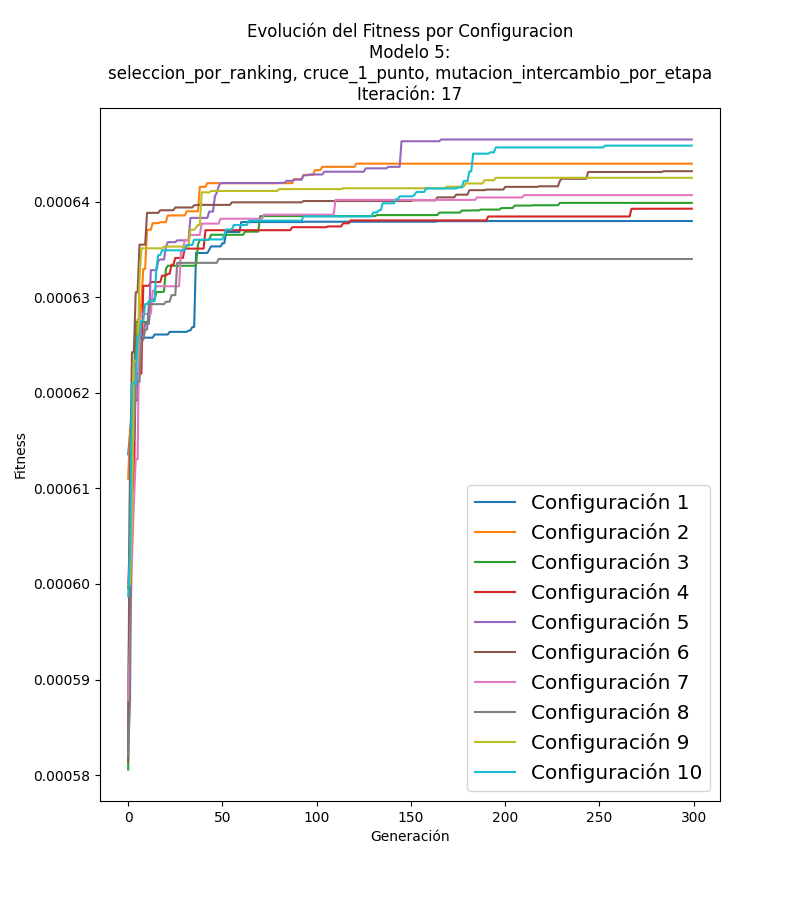 Evolución del Fitness por Configuracion
Modelo 5:
seleccion_por_ranking, cruce_1_punto, mutacion_intercambio_por_etapa
Iteración: 17
Fitness
0.00064
0.00063
0.00062
0.00061
0.00060
0.00059
0.00058
Configuración 1
Configuración 2
Configuración 3
Configuración 4
Configuración 5
Configuración 6
Configuración 7
Configuración 8
Configuración 9
Configuración 10
0 50 100 150 200 250 300
Generación